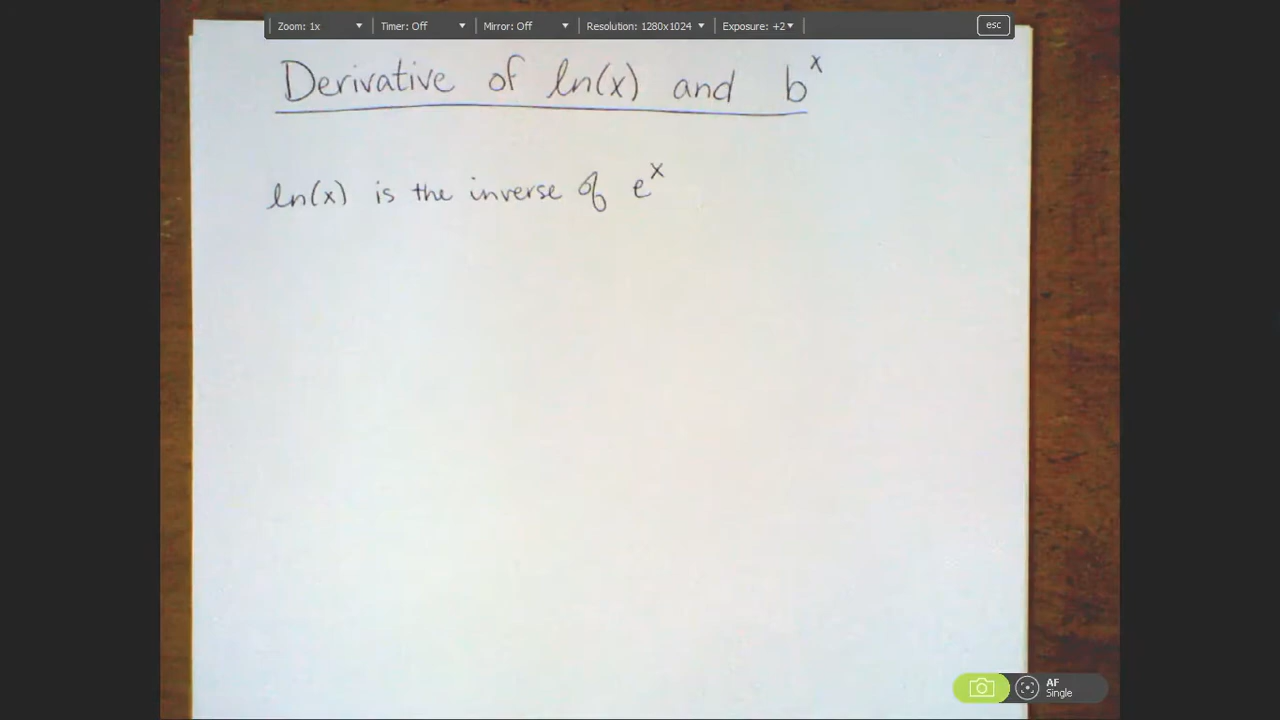 Zoom: 1x Timer: Off Mirror: Off Resolution: 1280x1024 Exposure: +2 esc
Derivative of ln(x) and b^x
ln(x) is the inverse of e^x
AF
Single